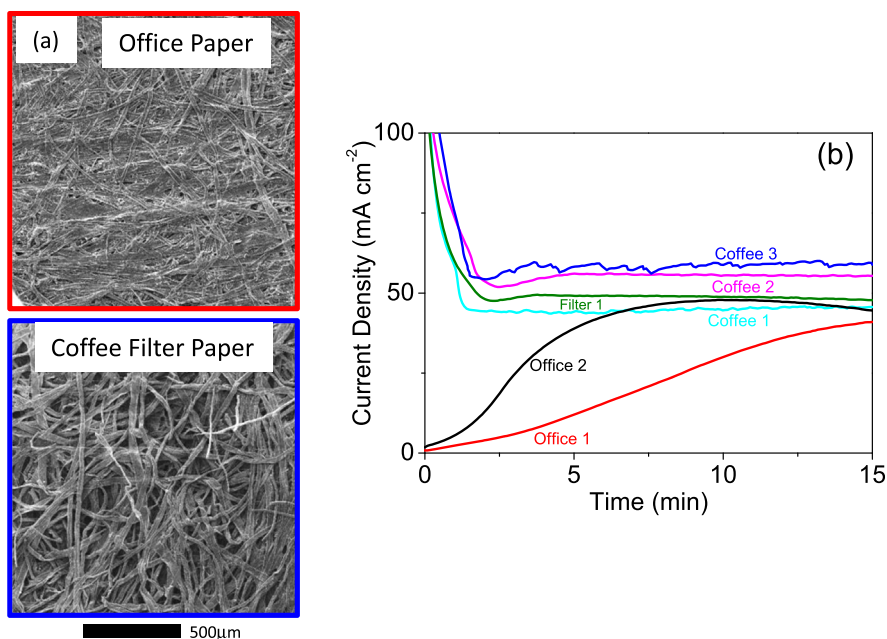 (a)
Office Paper
Coffee Filter Paper
500μm
(b)
Current Density (mA cm-2)
100
50
0
Coffee 3
Coffee 2
Filter 1
Coffee 1
Office 2
Office 1
0
5
10
15
Time (min)